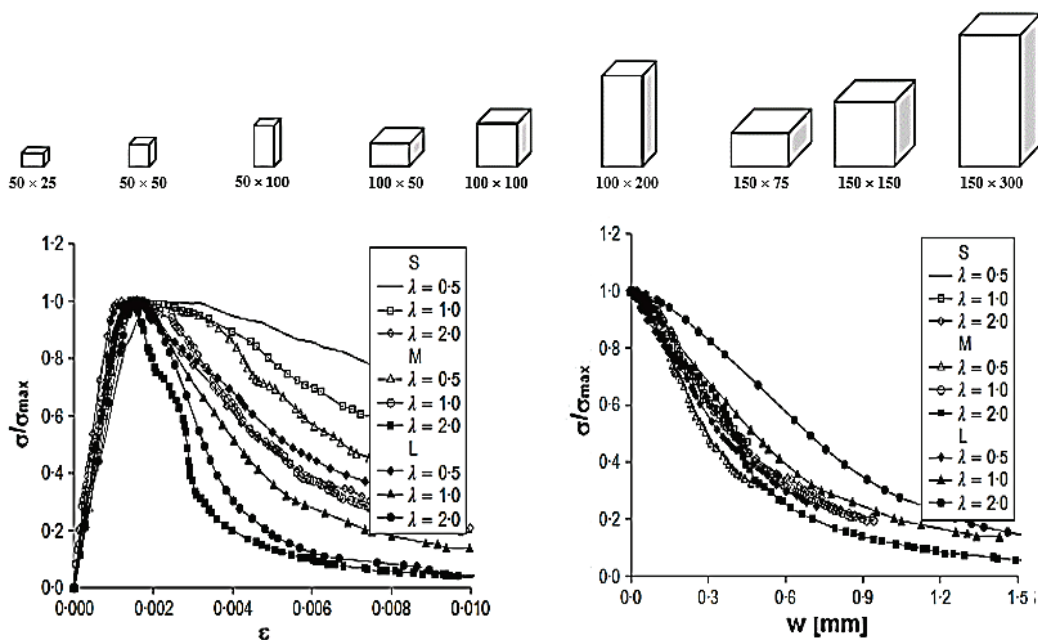 50 × 25
50 × 50
50 × 100
100 × 50
100 × 100
100 × 200
150 × 75
150 × 150
150 × 300
σ/σmax
1·2
1·0
0·8
0·6
0·4
0·2
0·0
0·000
0·002
0·004
0·006
0·008
0·010
ε
S
λ = 0·5
λ = 1·0
λ = 2·0
M
λ = 0·5
λ = 1·0
λ = 2·0
L
λ = 0·5
λ = 1·0
λ = 2·0
σ/σmax
1·2
1·0
0·8
0·6
0·4
0·2
0·0
0·0
0·3
0·6
0·9
1·2
1·5
w [mm]
S
λ = 0·5
λ = 1·0
λ = 2·0
M
λ = 0·5
λ = 1·0
λ = 2·0
L
λ = 0·5
λ = 1·0
λ = 2·0